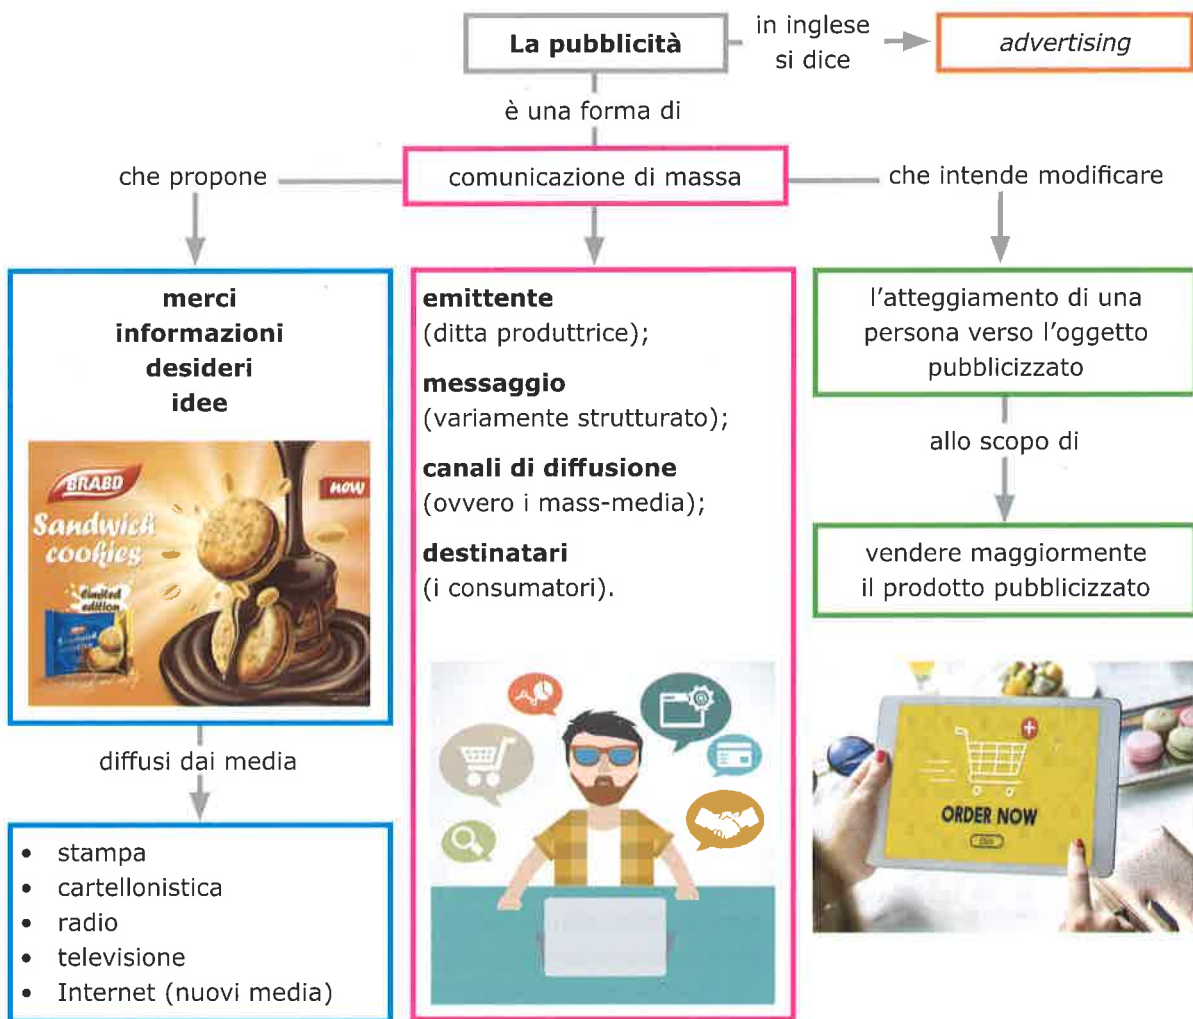 La pubblicità
in inglese
si dice
advertising
è una forma di
che propone
comunicazione di massa
che intende modificare
merci
informazioni
desideri
idee
BRABD
new
Sandwich
cookies
limited
edition
diffusi dai media
• stampa
• cartellonistica
• radio
• televisione
• Internet (nuovi media)
emittente
(ditta produttrice);
messaggio
(variamente strutturato);
canali di diffusione
(ovvero i mass-media);
destinatari
(i consumatori).
l'atteggiamento di una
persona verso l'oggetto
pubblicizzato
allo scopo di
vendere maggiormente
il prodotto pubblicizzato
ORDER NOW